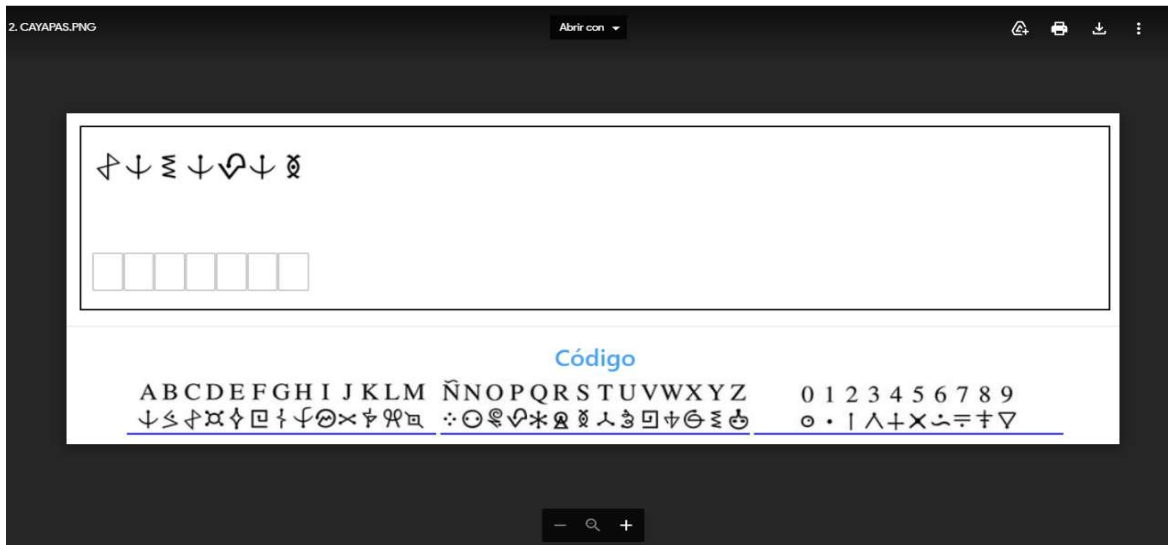 2. CAYAPAS.PNG
Abrir con
Código
A B C D E F G H I J K L M Ñ N O P Q R S T U V W X Y Z 0 1 2 3 4 5 6 7 8 9